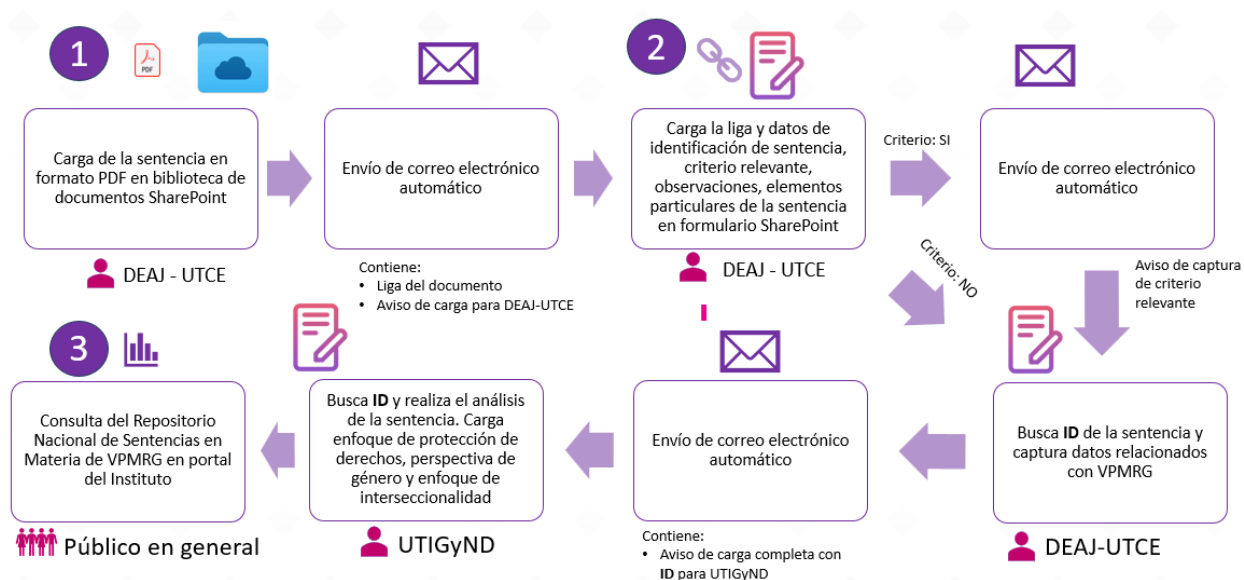 1
PDF
2
Carga de la sentencia en
formato PDF en biblioteca de
documentos SharePoint
DEAJ - UTCE
Envío de correo electrónico
automático
Contiene:
• Liga del documento
• Aviso de carga para DEAJ-UTCE
Carga la liga y datos de
identificación de sentencia,
criterio relevante,
observaciones, elementos
particulares de la sentencia
en formulario SharePoint
DEAJ - UTCE
Criterio: SI
Criterio: NO
Envío de correo electrónico
automático
Aviso de captura
de criterio
relevante
Busca ID de la sentencia y
captura datos relacionados
con VPMRG
DEAJ-UTCE
Envío de correo electrónico
automático
Contiene:
• Aviso de carga completa con
ID para UTIGyND
Busca ID y realiza el análisis
de la sentencia. Carga
enfoque de protección de
derechos, perspectiva de
género y enfoque de
interseccionalidad
UTIGyND
3
Consulta del Repositorio
Nacional de Sentencias en
Materia de VPMRG en portal
del Instituto
Público en general